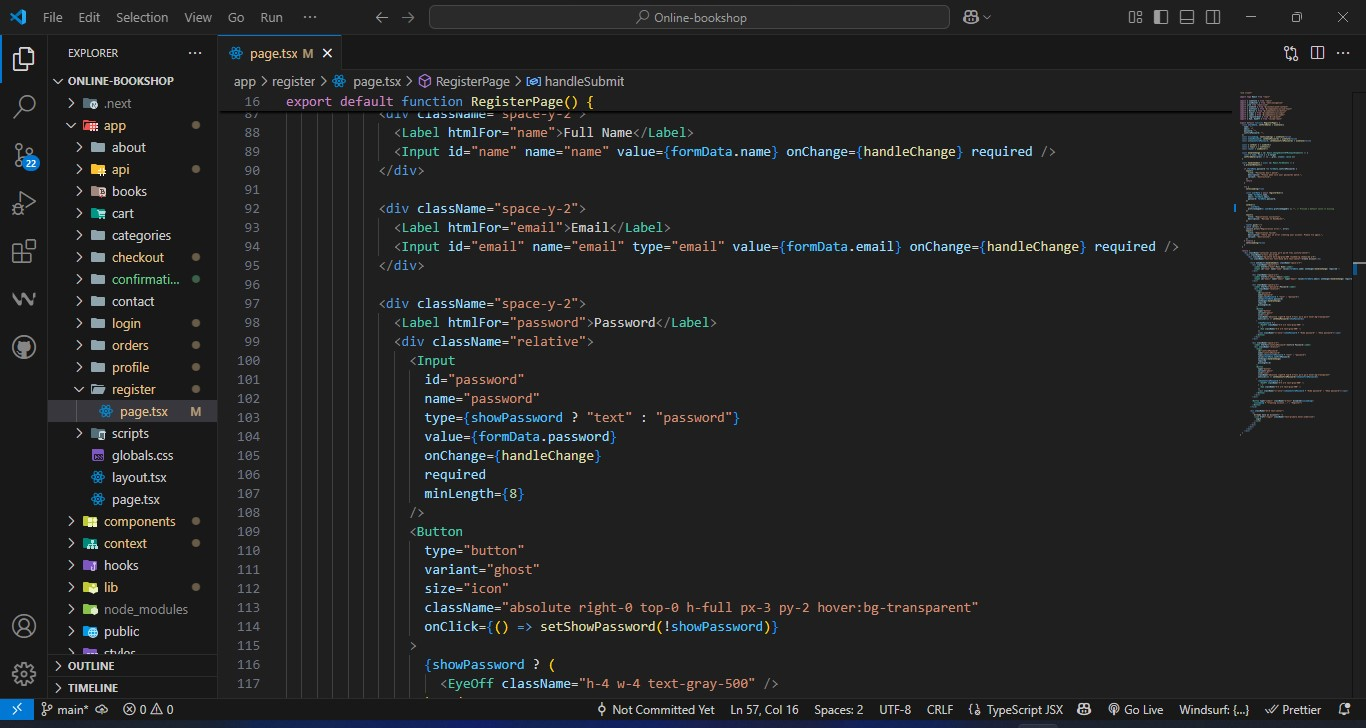 File Edit Selection View Go Run ··· Online-bookshop
EXPLORER ···
ONLINE-BOOKSHOP
.next
app
about
api
books
cart
categories
checkout
confirmati...
contact
login
orders
profile
register
page.tsx M
scripts
globals.css
layout.tsx
page.tsx
components
context
hooks
lib
node_modules
public
styles
OUTLINE
TIMELINE
22
page.tsx M
app > register > page.tsx > RegisterPage > handleSubmit
16 export default function RegisterPage() {
87 <div className="space-y-2">
88 <Label htmlFor="name">Full Name</Label>
89 <Input id="name" name="name" value={formData.name} onChange={handleChange} required />
90 </div>
91
92 <div className="space-y-2">
93 <Label htmlFor="email">Email</Label>
94 <Input id="email" name="email" type="email" value={formData.email} onChange={handleChange} required />
95 </div>
96
97 <div className="space-y-2">
98 <Label htmlFor="password">Password</Label>
99 <div className="relative">
100 <Input
101 id="password"
102 name="password"
103 type={showPassword ? "text" : "password"}
104 value={formData.password}
105 onChange={handleChange}
106 required
107 minLength={8}
108 />
109 <Button
110 type="button"
111 variant="ghost"
112 size="icon"
113 className="absolute right-0 top-0 h-full px-3 py-2 hover:bg-transparent"
114 onClick={() => setShowPassword(!showPassword)}
115 >
116 {showPassword ? (
117 <EyeOff className="h-4 w-4 text-gray-500" />
main* 0 0 Not Committed Yet Ln 57, Col 16 Spaces: 2 UTF-8 CRLF {} TypeScript JSX Go Live Windsurf: {...} Prettier